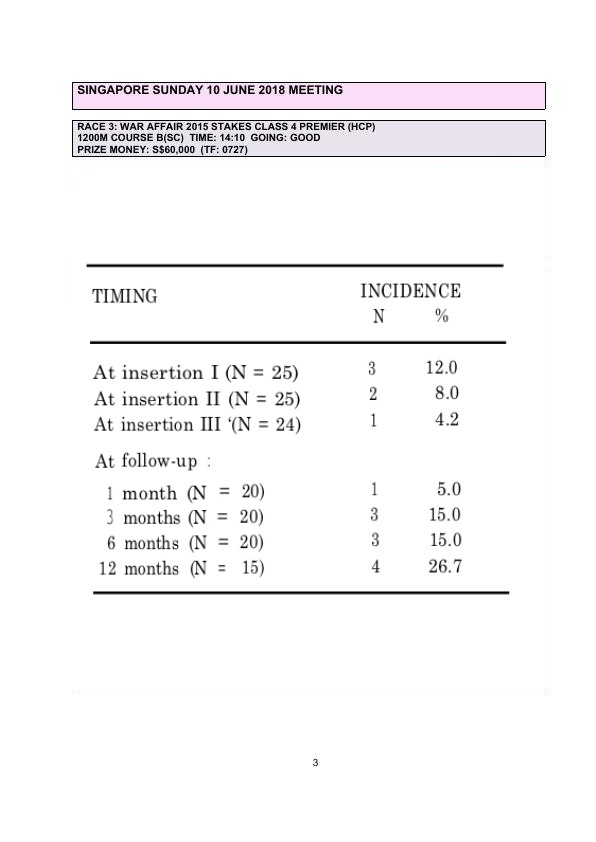 SINGAPORE SUNDAY 10 JUNE 2018 MEETING
RACE 3: WAR AFFAIR 2015 STAKES CLASS 4 PREMIER (HCP)
1200M COURSE B(SC)  TIME: 14:10  GOING: GOOD
PRIZE MONEY: S$60,000  (TF: 0727)
TIMING INCIDENCE
N %
At insertion I (N = 25) 3 12.0
At insertion II (N = 25) 2 8.0
At insertion III ‘(N = 24) 1 4.2
At follow-up :
1 month (N = 20) 1 5.0
3 months (N = 20) 3 15.0
6 months (N = 20) 3 15.0
12 months (N = 15) 4 26.7
3